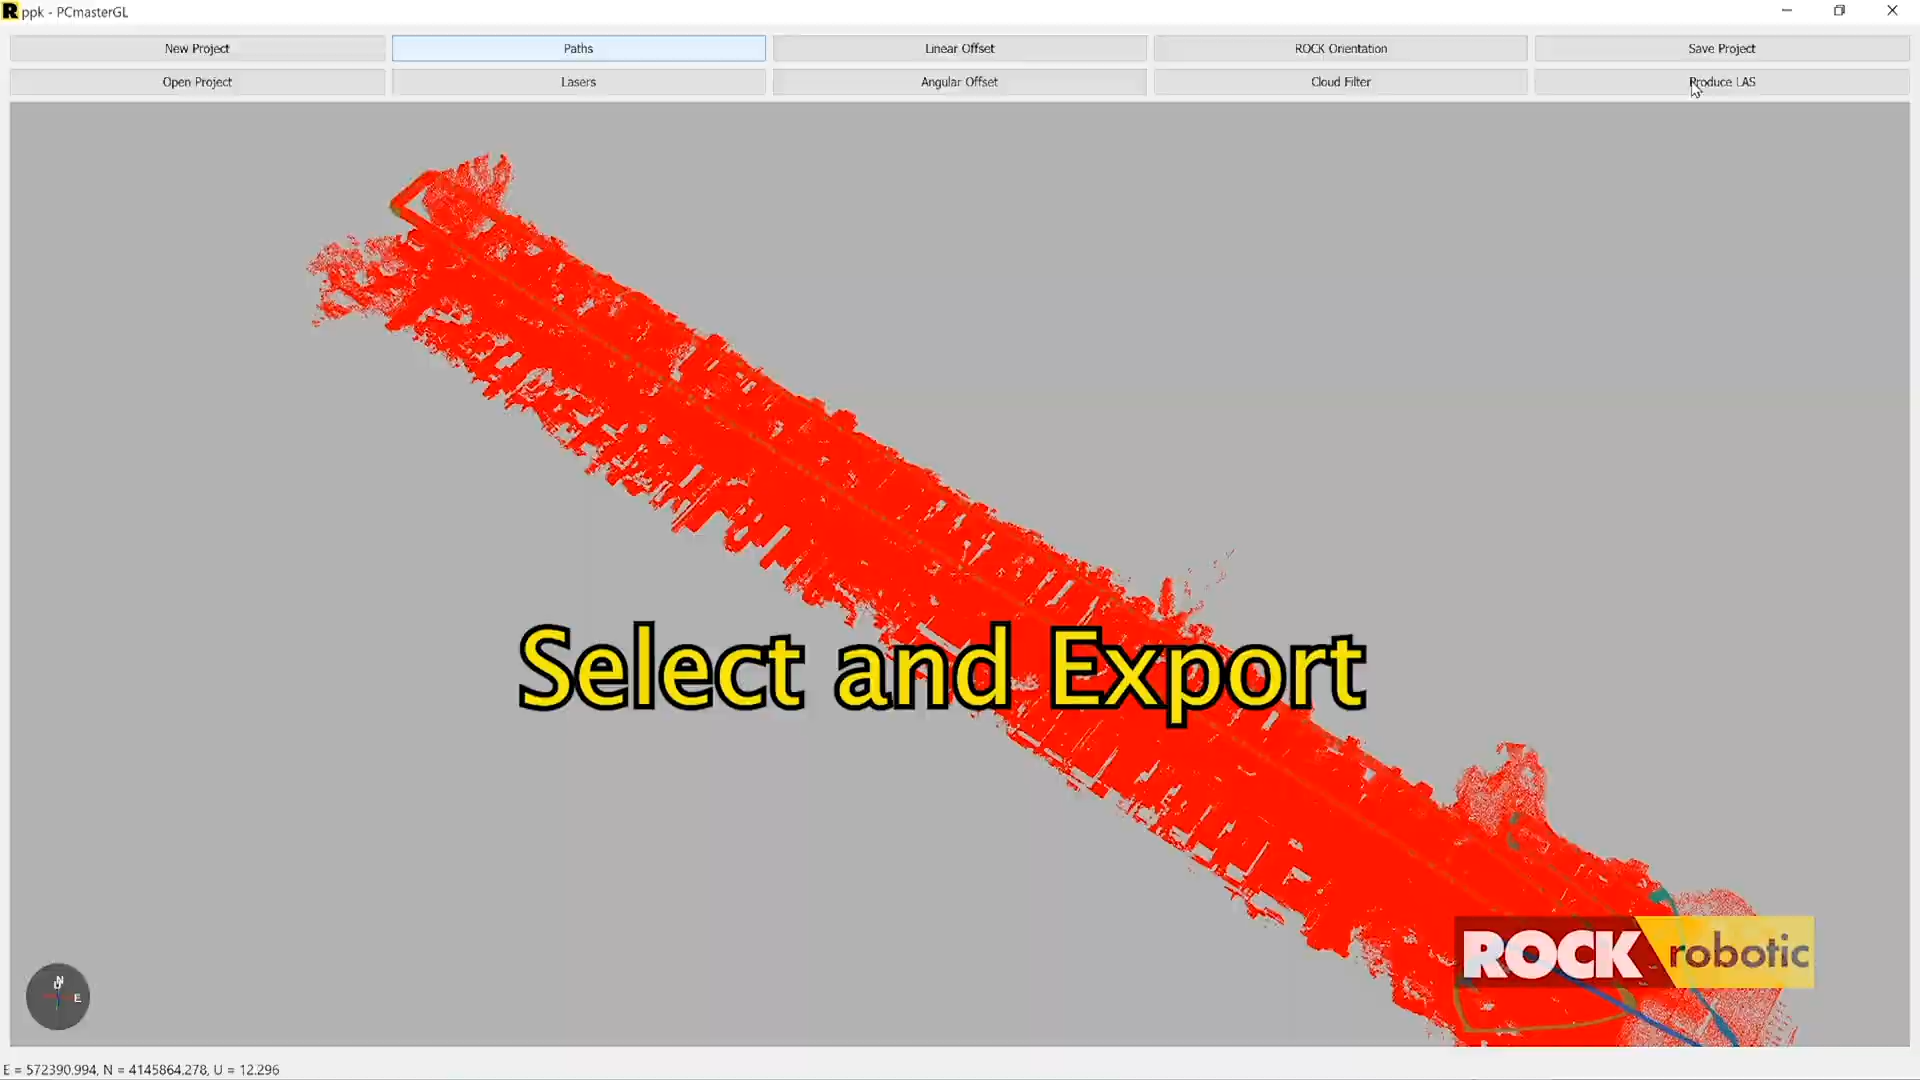 R ppk - PCmasterGL
New Project Paths Linear Offset ROCK Orientation Save Project
Open Project Lasers Angular Offset Cloud Filter Produce LAS
Select and Export
ROCK robotic
N
U
E
E = 572390.994, N = 4145864.278, U = 12.296